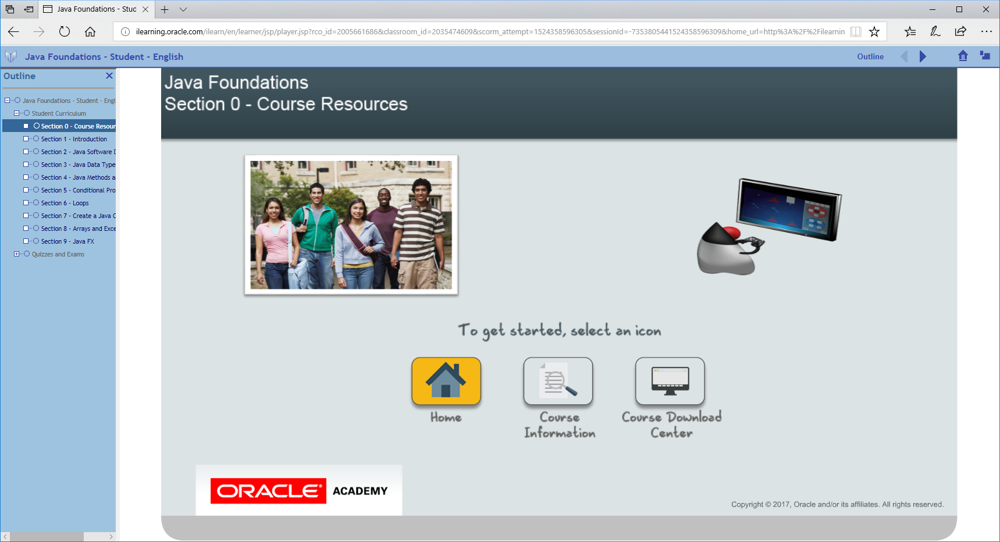 Java Foundations - Stud
ilearning.oracle.com/ilearn/en/learner/jsp/player.jsp?rco_id=2005661686&classroom_id=2035474609&scorm_attempt=1524358596305&sessionId=-7353805441524358596309&home_url=http%3A%2F%2Filearnin
Java Foundations - Student - English
Outline
Outline
Java Foundations - Student - Engl
Student Curriculum
Section 0 - Course Resour
Section 1 - Introduction
Section 2 - Java Software D
Section 3 - Java Data Type
Section 4 - Java Methods a
Section 5 - Conditional Pro
Section 6 - Loops
Section 7 - Create a Java C
Section 8 - Arrays and Exce
Section 9 - Java FX
Quizzes and Exams
Java Foundations
Section 0 - Course Resources
To get started, select an icon
Home
Course
Information
Course Download
Center
ORACLE® ACADEMY
Copyright © 2017, Oracle and/or its affiliates. All rights reserved.